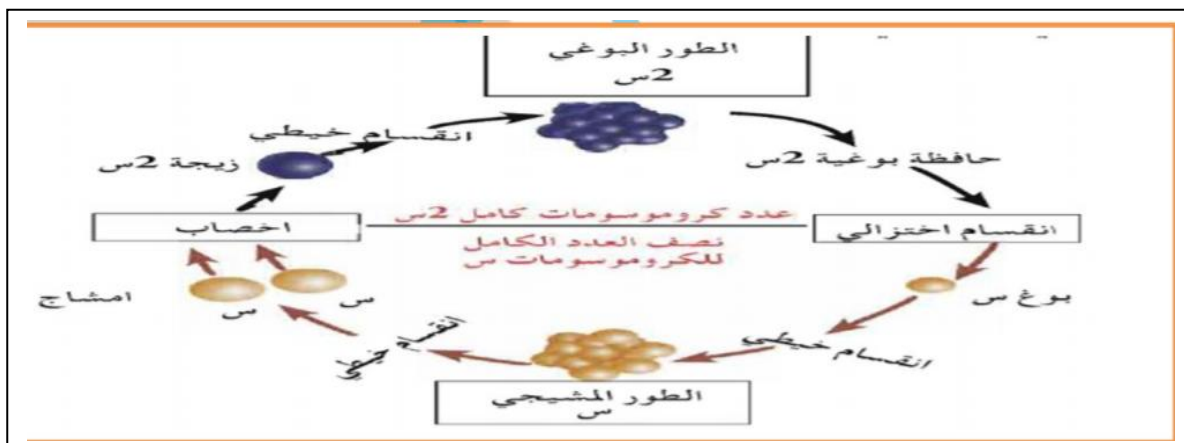 الطور البوغي
2س
انقسام خيطي
حافظة بوغية 2س
زيجة 2س
عدد كروموسومات كامل 2س
اخصاب
انقسام اختزالي
نصف العدد الكامل
للكروموسومات س
امشاج
س
س
بوغ س
انقسام خيطي
انقسام خيطي
الطور المشيجي
س